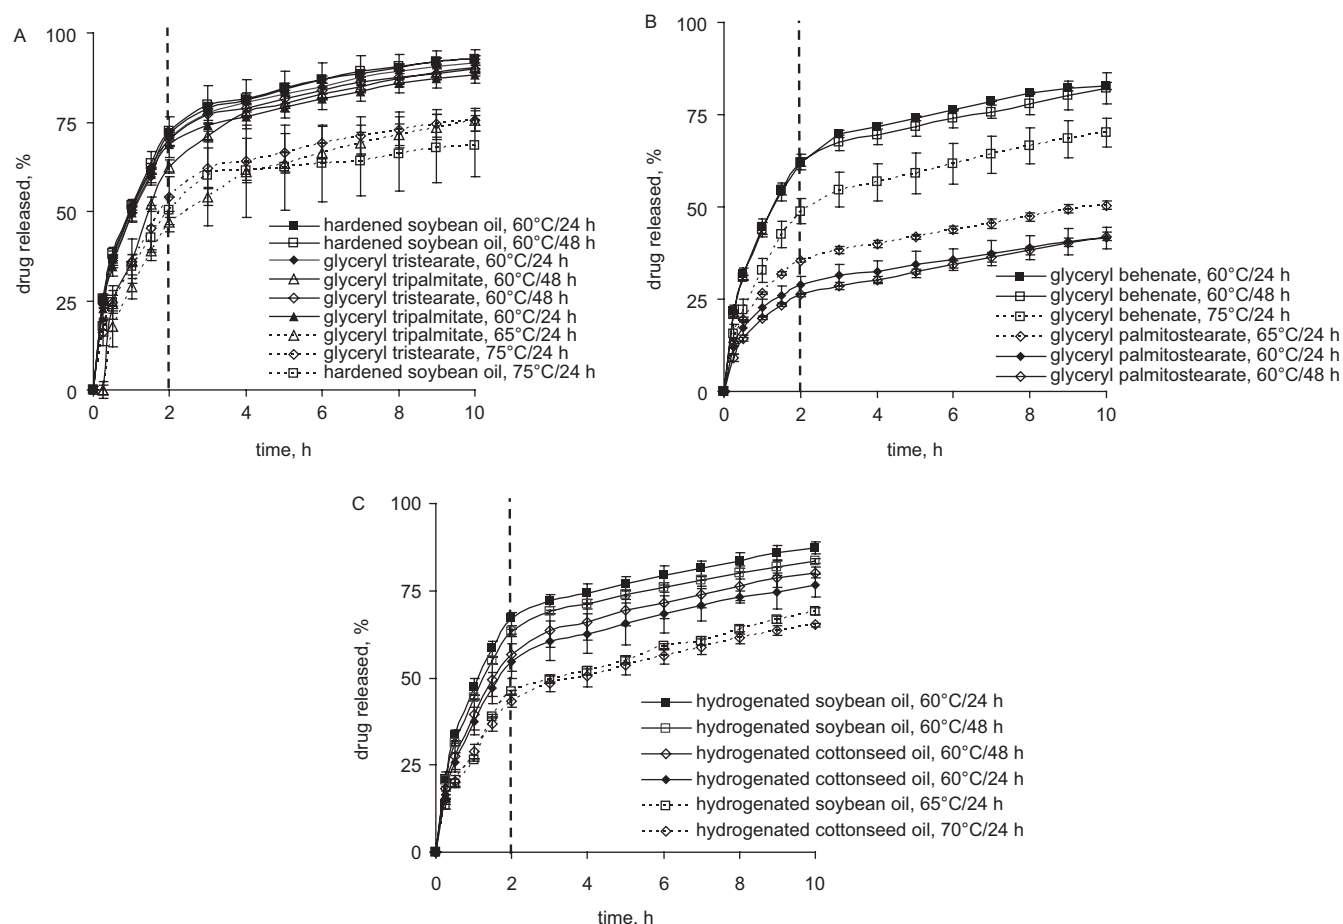 A
100
75
50
25
0
drug released, %
hardened soybean oil, 60°C/24 h
hardened soybean oil, 60°C/48 h
glyceryl tristearate, 60°C/24 h
glyceryl tripalmitate, 60°C/48 h
glyceryl tristearate, 60°C/48 h
glyceryl tripalmitate, 60°C/24 h
glyceryl tripalmitate, 65°C/24 h
glyceryl tristearate, 75°C/24 h
hardened soybean oil, 75°C/24 h
0 2 4 6 8 10
time, h
B
100
75
50
25
0
drug released, %
glyceryl behenate, 60°C/24 h
glyceryl behenate, 60°C/48 h
glyceryl behenate, 75°C/24 h
glyceryl palmitostearate, 65°C/24 h
glyceryl palmitostearate, 60°C/24 h
glyceryl palmitostearate, 60°C/48 h
0 2 4 6 8 10
time, h
C
100
75
50
25
0
drug released, %
hydrogenated soybean oil, 60°C/24 h
hydrogenated soybean oil, 60°C/48 h
hydrogenated cottonseed oil, 60°C/48 h
hydrogenated cottonseed oil, 60°C/24 h
hydrogenated soybean oil, 65°C/24 h
hydrogenated cottonseed oil, 70°C/24 h
0 2 4 6 8 10
time, h